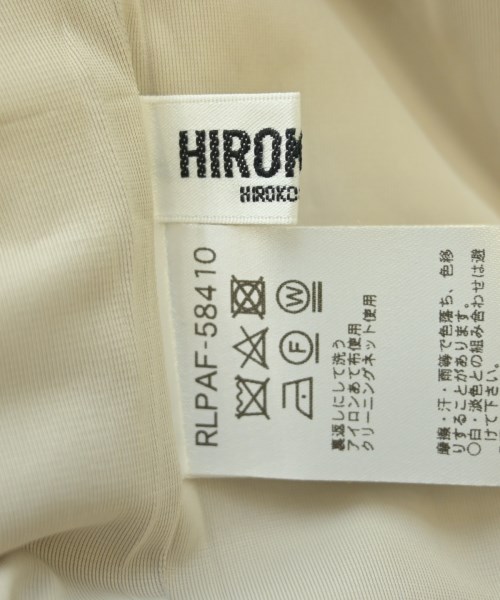 HIROK
HIROKO
RLPAF-58410
W
F
裏返しにして洗う
アイロンあて布使用
クリーニングネット使用
摩擦・汗・雨等で色落ち、色移
りすることがあります。
○白・淡色との組み合わせは避
けて下さい。